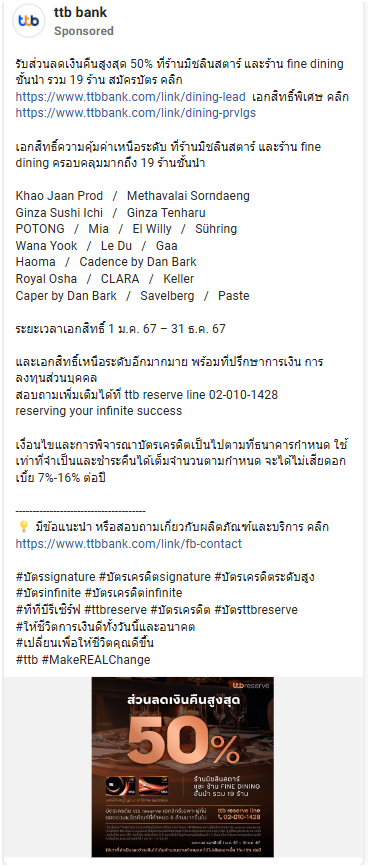 ttb bank
ttb
Sponsored
รับส่วนลดเงินคืนสูงสุด 50% ที่ร้านมิชลินสตาร์ และร้าน fine dining
ชั้นนำ รวม 19 ร้าน สมัครบัตร คลิก
https://www.ttbbank.com/link/dining-lead เอกสิทธิ์พิเศษ คลิก
https://www.ttbbank.com/link/dining-prvlgs
เอกสิทธิ์ความคุ้มค่าเหนือระดับ ที่ร้านมิชลินสตาร์ และร้าน fine
dining ครอบคลุมมากถึง 19 ร้านชั้นนำ
Khao Jaan Prod / Methavalai Sorndaeng
Ginza Sushi Ichi / Ginza Tenharu
POTONG / Mia / El Willy / Sühring
Wana Yook / Le Du / Gaa
Haoma / Cadence by Dan Bark
Royal Osha / CLARA / Keller
Caper by Dan Bark / Savelberg / Paste
ระยะเวลาเอกสิทธิ์ 1 ม.ค. 67 – 31 ธ.ค. 67
และเอกสิทธิ์เหนือระดับอีกมากมาย พร้อมที่ปรึกษาการเงิน การ
ลงทุนส่วนบุคคล
สอบถามเพิ่มเติมได้ที่ ttb reserve line 02-010-1428
reserving your infinite success
เงื่อนไขและการพิจารณาบัตรเครดิตเป็นไปตามที่ธนาคารกำหนด ใช้
เท่าที่จำเป็นและชำระคืนได้เต็มจำนวนตามกำหนด จะได้ไม่เสียดอก
เบี้ย 7%-16% ต่อปี
-------------------------------------
💡 มีข้อแนะนำ หรือสอบถามเกี่ยวกับผลิตภัณฑ์และบริการ คลิก
https://www.ttbbank.com/link/fb-contact
#บัตรsignature #บัตรเครดิตsignature #บัตรเครดิตระดับสูง
#บัตรinfinite #บัตรเครดิตinfinite
#ทีทีบีรีเซิร์ฟ #ttbreserve #บัตรเครดิต #บัตรttbreserve
#ให้ชีวิตการเงินดีทั้งวันนี้และอนาคต
#เปลี่ยนเพื่อให้ชีวิตคุณดีขึ้น
#ttb #MakeREALChange
ttb reserve
ส่วนลดเงินคืนสูงสุด
50%
ร้านมิชลินสตาร์
และ ร้าน FINE DINING
ชั้นนำ รวม 19 ร้าน
ttb reserve line
02-010-1428